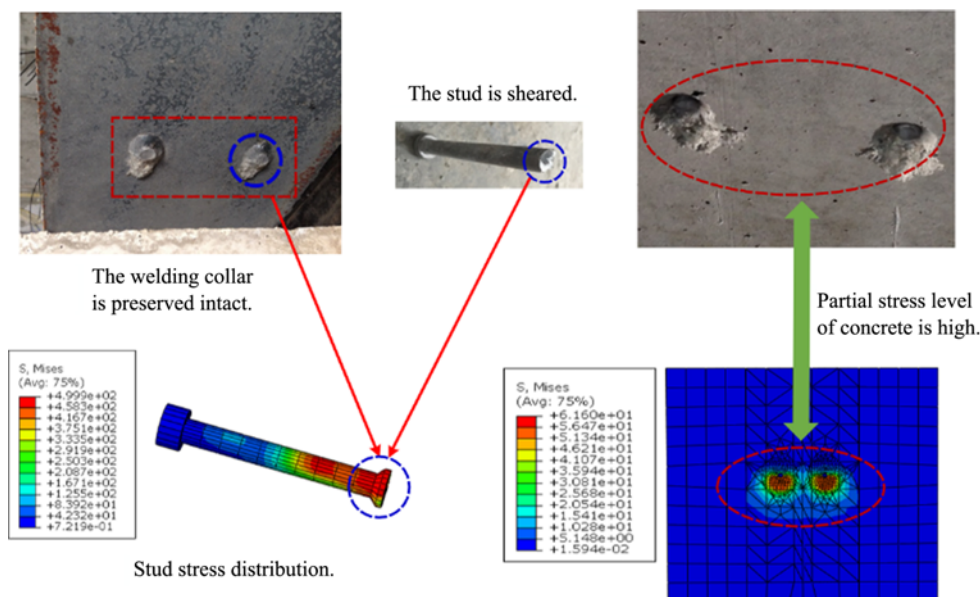 The stud is sheared.
The welding collar
is preserved intact.
Partial stress level
of concrete is high.
S, Mises
(Avg: 75%)
+4.999e+02
+4.583e+02
+4.167e+02
+3.751e+02
+3.335e+02
+2.919e+02
+2.503e+02
+2.087e+02
+1.671e+02
+1.255e+02
+8.392e+01
+4.232e+01
+7.219e-01
S, Mises
(Avg: 75%)
+6.160e+01
+5.647e+01
+5.134e+01
+4.621e+01
+4.107e+01
+3.594e+01
+3.081e+01
+2.568e+01
+2.054e+01
+1.541e+01
+1.028e+01
+5.148e+00
+1.594e-02
Stud stress distribution.